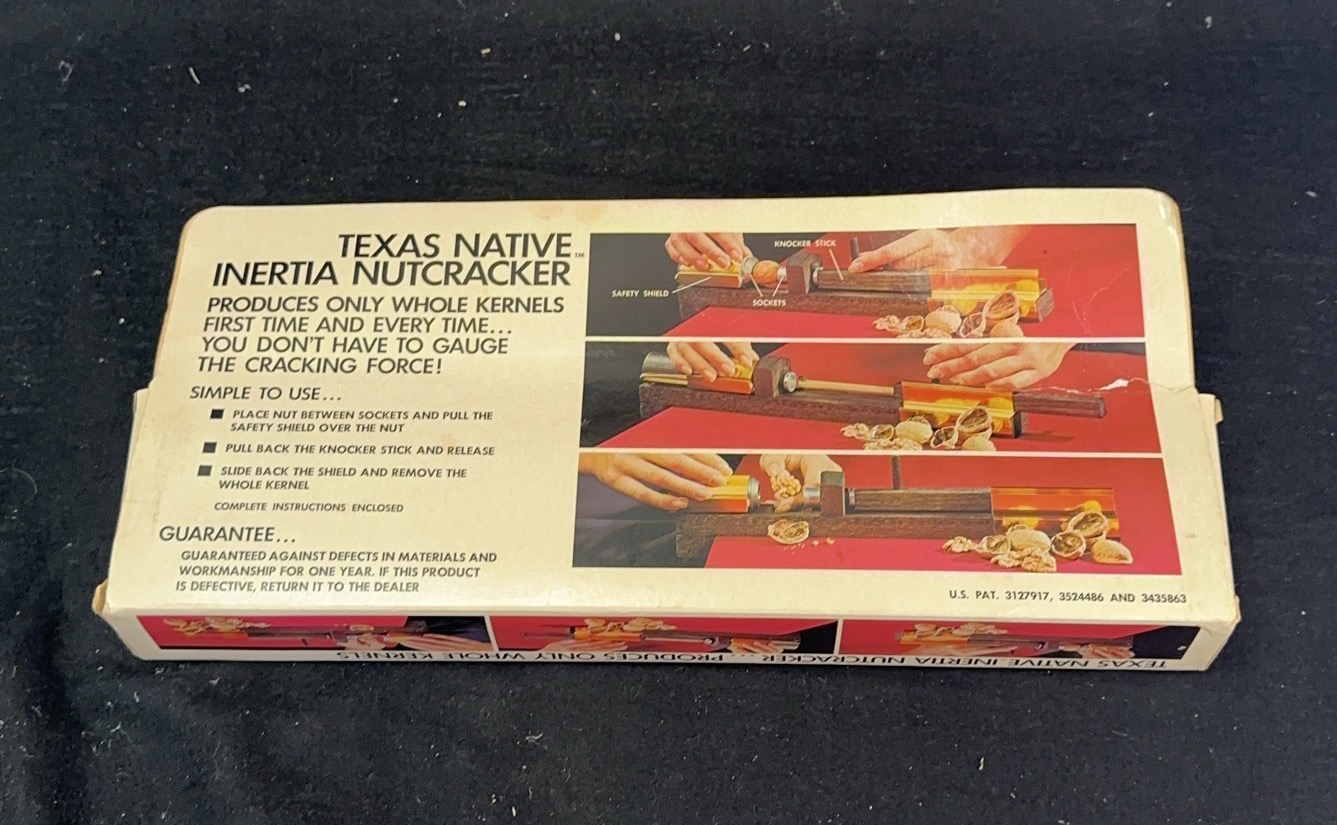 TEXAS NATIVE™
INERTIA NUTCRACKER
PRODUCES ONLY WHOLE KERNELS
FIRST TIME AND EVERY TIME...
YOU DON'T HAVE TO GAUGE
THE CRACKING FORCE!
SIMPLE TO USE...
■ PLACE NUT BETWEEN SOCKETS AND PULL THE
SAFETY SHIELD OVER THE NUT
■ PULL BACK THE KNOCKER STICK AND RELEASE
■ SLIDE BACK THE SHIELD AND REMOVE THE
WHOLE KERNEL
COMPLETE INSTRUCTIONS ENCLOSED
GUARANTEE...
GUARANTEED AGAINST DEFECTS IN MATERIALS AND
WORKMANSHIP FOR ONE YEAR. IF THIS PRODUCT
IS DEFECTIVE, RETURN IT TO THE DEALER
KNOCKER STICK
SAFETY SHIELD
SOCKETS
U.S. PAT. 3127917, 3524486 AND 3435863
TEXAS NATIVE INERTIA NUTCRACKER...PRODUCES ONLY WHOLE KERNELS